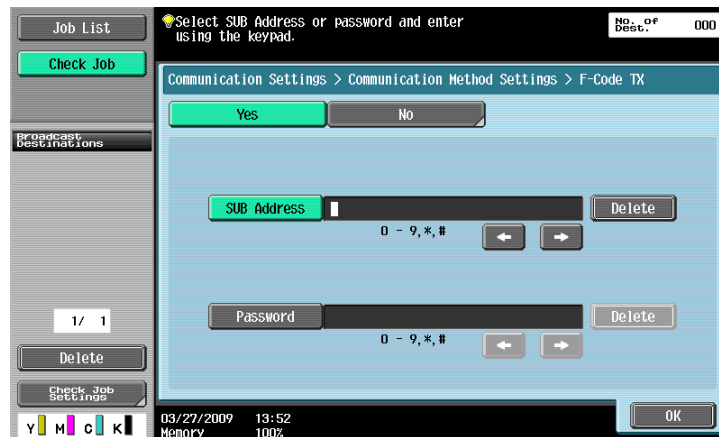 Job List
Check Job
Select SUB Address or password and enter
using the keypad.
No. of
Dest.
000
Communication Settings > Communication Method Settings > F-Code TX
Yes
No
Broadcast
Destinations
SUB Address
Delete
0 - 9,*,#
← →
Password
Delete
0 - 9,*,#
← →
1/ 1
Delete
Check Job
Settings
Y M C K
03/27/2009 13:52
Memory 100%
OK